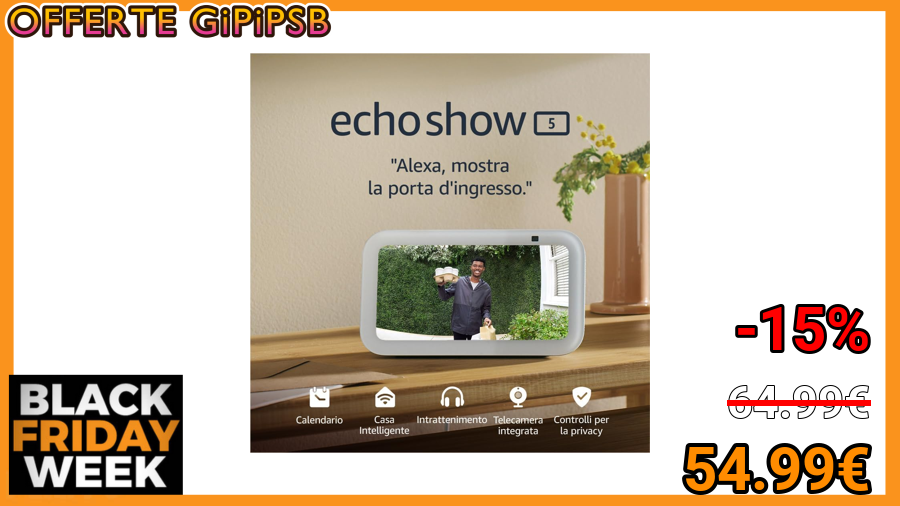 OFFERTE GiPiPSB
echo show 5
"Alexa, mostra
la porta d'ingresso."
-15%
64.99€
54.99€
Calendario
Casa
Intelligente
Intrattenimento
Telecamera
integrata
Controlli per
la privacy
BLACK
FRIDAY
WEEK